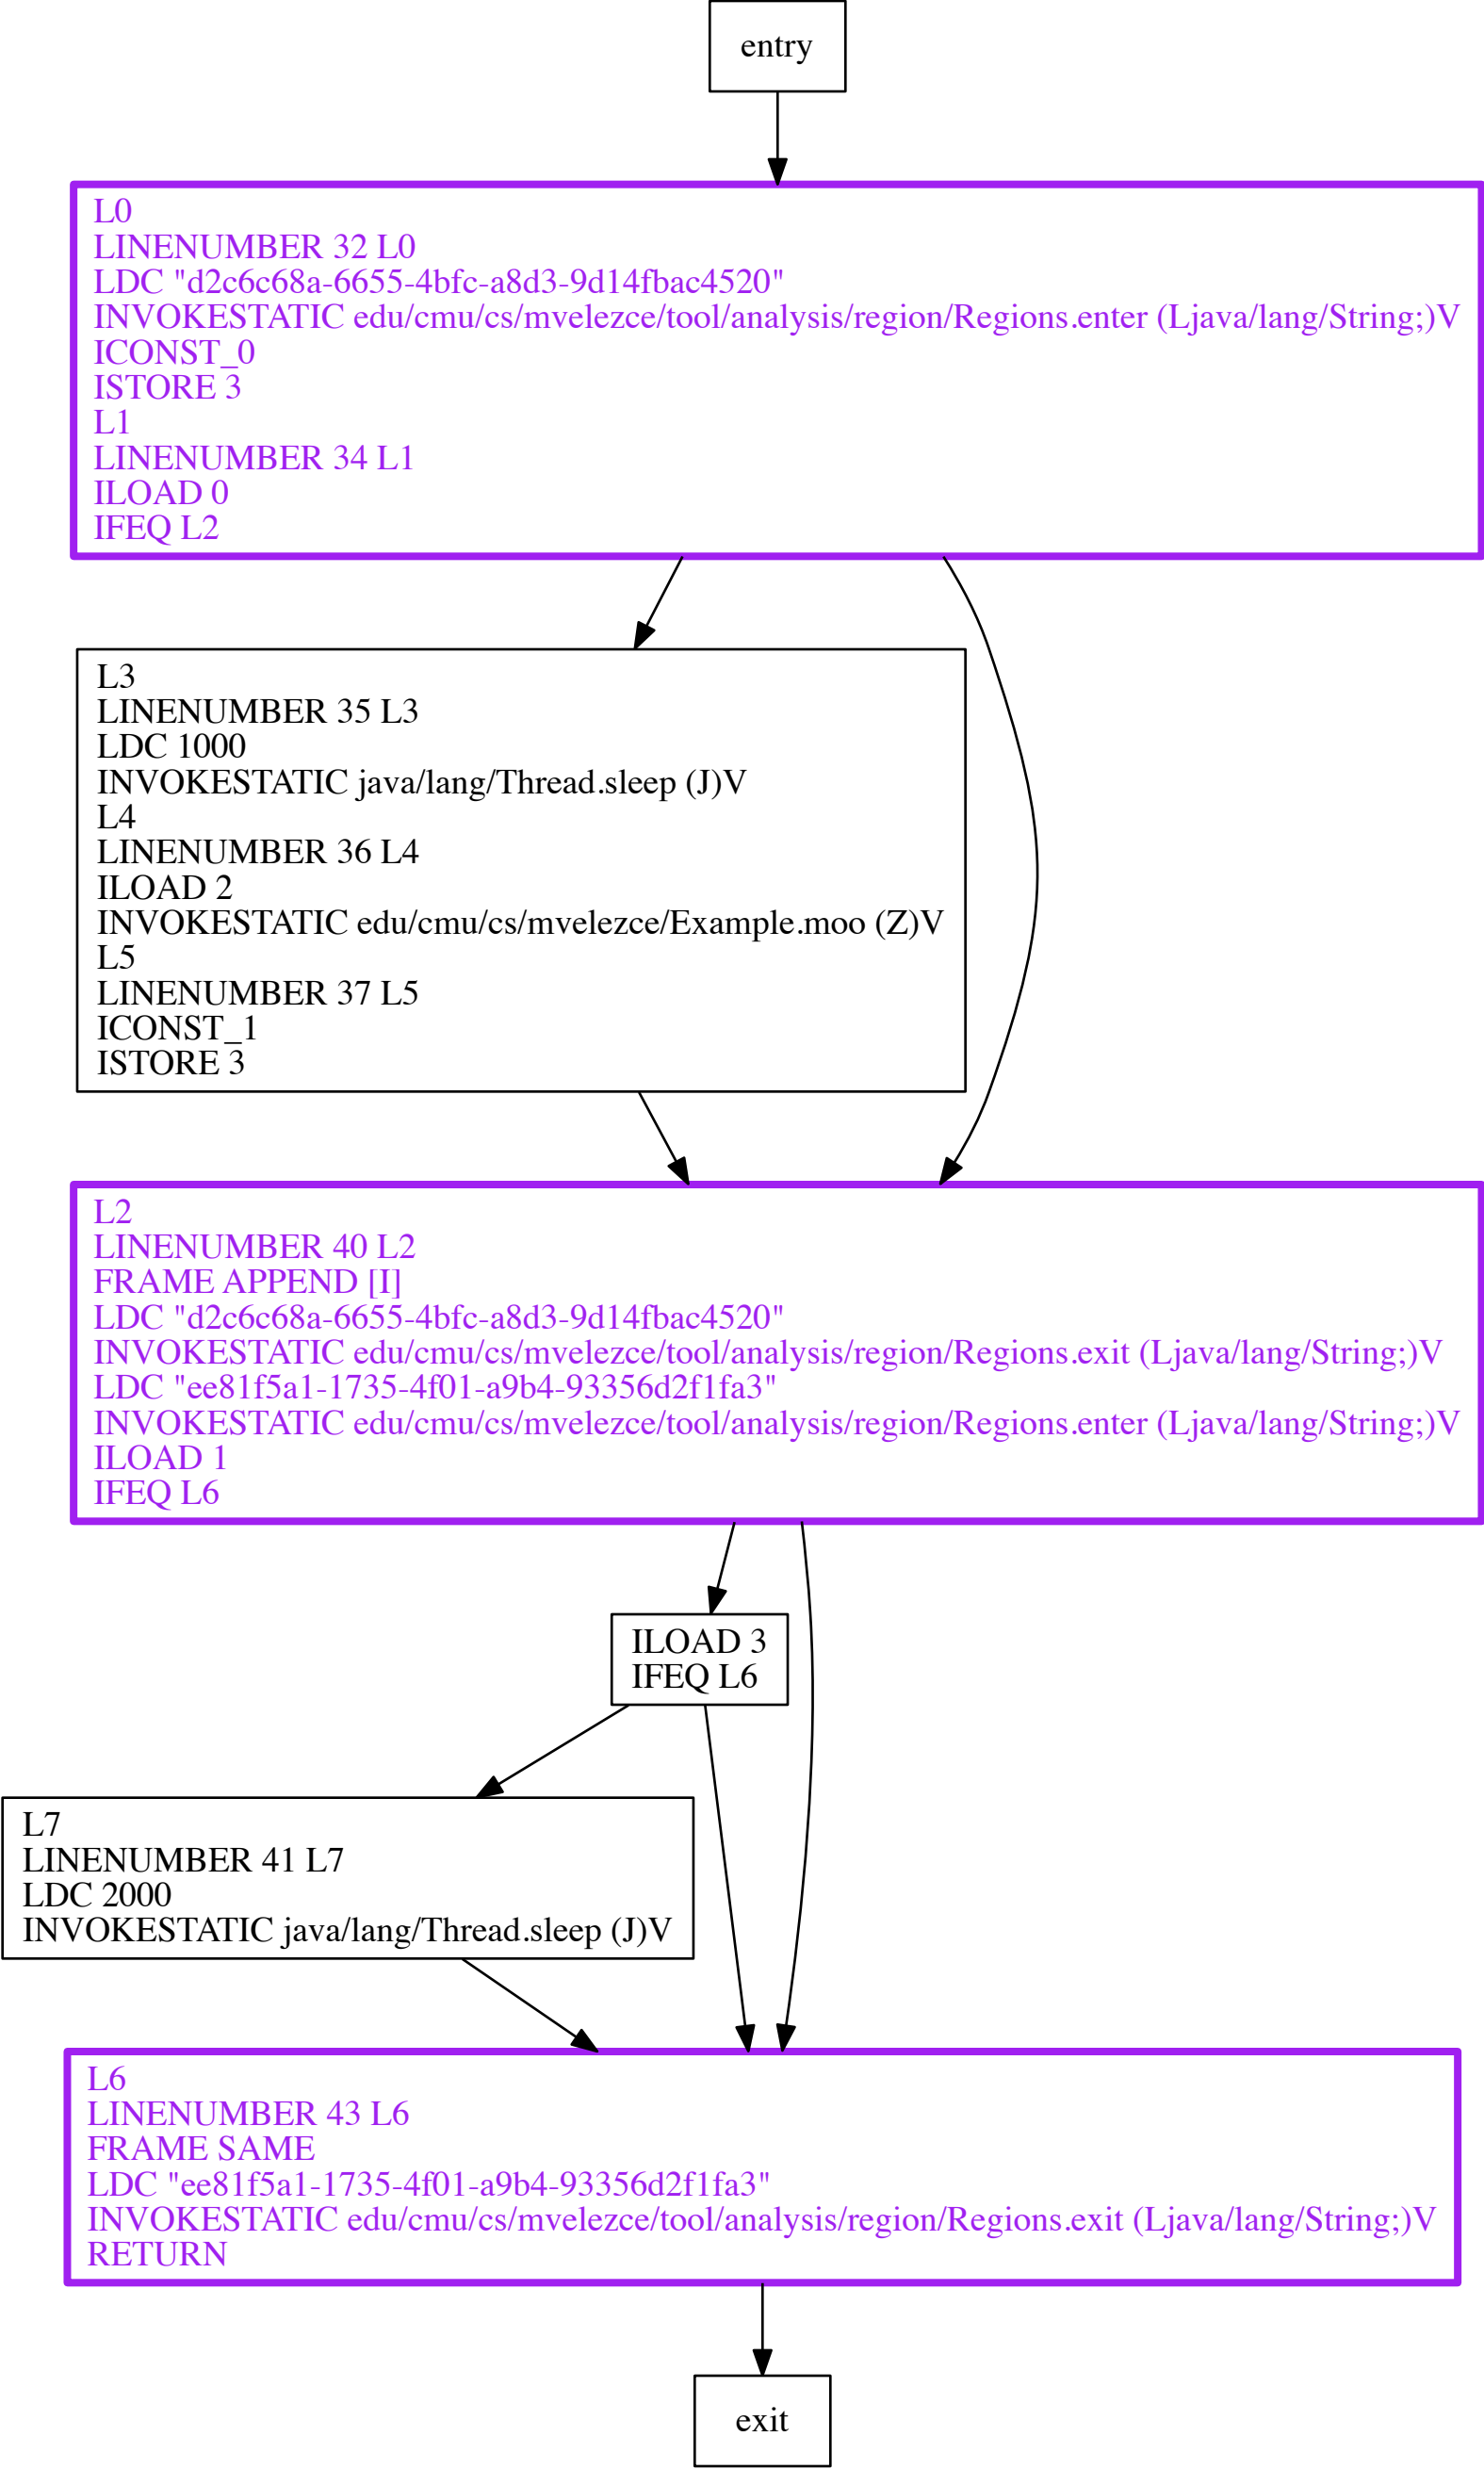 entry
L0
LINENUMBER 32 L0
LDC "d2c6c68a-6655-4bfc-a8d3-9d14fbac4520"
INVOKESTATIC edu/cmu/cs/mvelezce/tool/analysis/region/Regions.enter (Ljava/lang/String;)V
ICONST_0
ISTORE 3
L1
LINENUMBER 34 L1
ILOAD 0
IFEQ L2
L3
LINENUMBER 35 L3
LDC 1000
INVOKESTATIC java/lang/Thread.sleep (J)V
L4
LINENUMBER 36 L4
ILOAD 2
INVOKESTATIC edu/cmu/cs/mvelezce/Example.moo (Z)V
L5
LINENUMBER 37 L5
ICONST_1
ISTORE 3
L2
LINENUMBER 40 L2
FRAME APPEND [I]
LDC "d2c6c68a-6655-4bfc-a8d3-9d14fbac4520"
INVOKESTATIC edu/cmu/cs/mvelezce/tool/analysis/region/Regions.exit (Ljava/lang/String;)V
LDC "ee81f5a1-1735-4f01-a9b4-93356d2f1fa3"
INVOKESTATIC edu/cmu/cs/mvelezce/tool/analysis/region/Regions.enter (Ljava/lang/String;)V
ILOAD 1
IFEQ L6
ILOAD 3
IFEQ L6
L7
LINENUMBER 41 L7
LDC 2000
INVOKESTATIC java/lang/Thread.sleep (J)V
L6
LINENUMBER 43 L6
FRAME SAME
LDC "ee81f5a1-1735-4f01-a9b4-93356d2f1fa3"
INVOKESTATIC edu/cmu/cs/mvelezce/tool/analysis/region/Regions.exit (Ljava/lang/String;)V
RETURN
exit